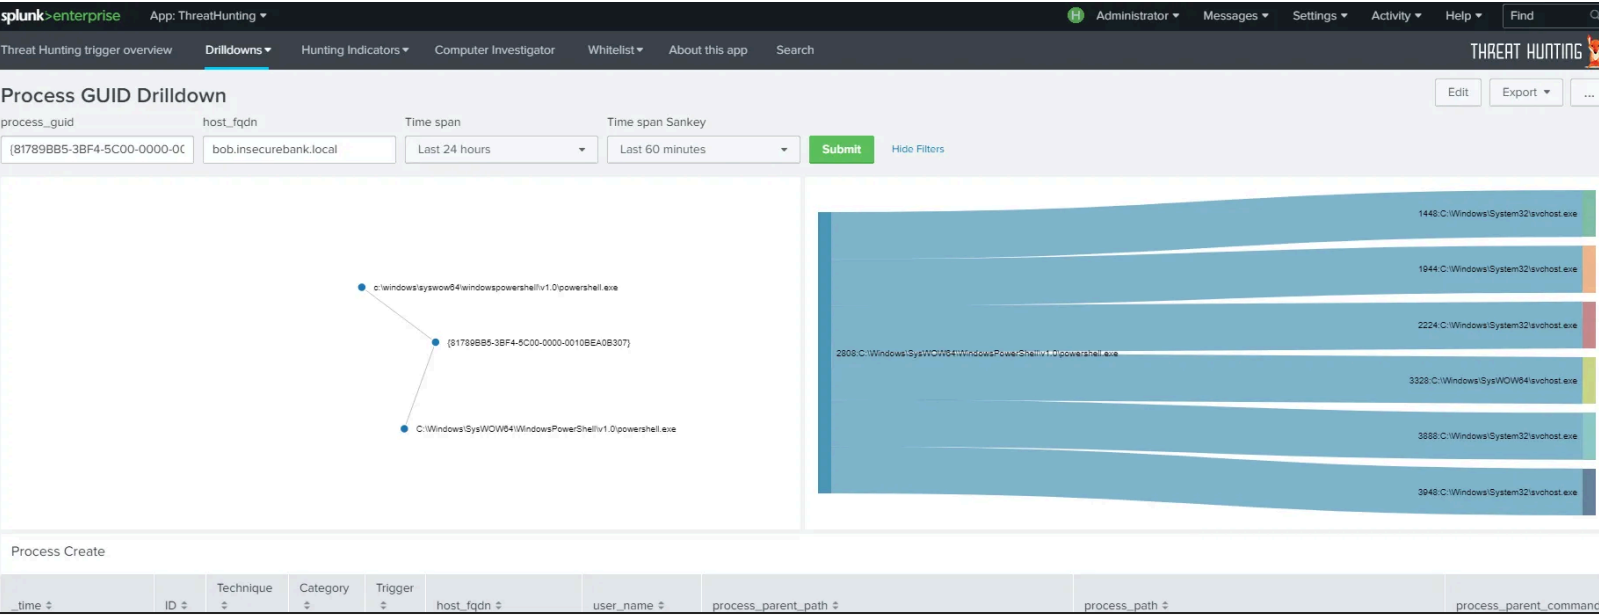 splunk>enterprise App: ThreatHunting Administrator Messages Settings Activity Help Find
Threat Hunting trigger overview Drilldowns Hunting Indicators Computer Investigator Whitelist About this app Search THREAT HUNTING
Process GUID Drilldown Edit Export ...
process_guid host_fqdn Time span Time span Sankey
{81789BB5-3BF4-5C00-0000-00 bob.insecurebank.local Last 24 hours Last 60 minutes Submit Hide Filters
c:\windows\syswow64\windowspowershell\v1.0\powershell.exe
{81789BB5-3BF4-5C00-0000-0010BEA0B307}
C:\Windows\SysWOW64\WindowsPowerShell\v1.0\powershell.exe
2808:C:\Windows\SysWOW64\WindowsPowerShell\v1.0\powershell.exe
1448:C:\Windows\System32\svchost.exe
1944:C:\Windows\System32\svchost.exe
2224:C:\Windows\System32\svchost.exe
3328:C:\Windows\SysWOW64\svchost.exe
3888:C:\Windows\System32\svchost.exe
3948:C:\Windows\System32\svchost.exe
Process Create
_time ID Technique Category Trigger host_fqdn user_name process_parent_path process_path process_parent_command